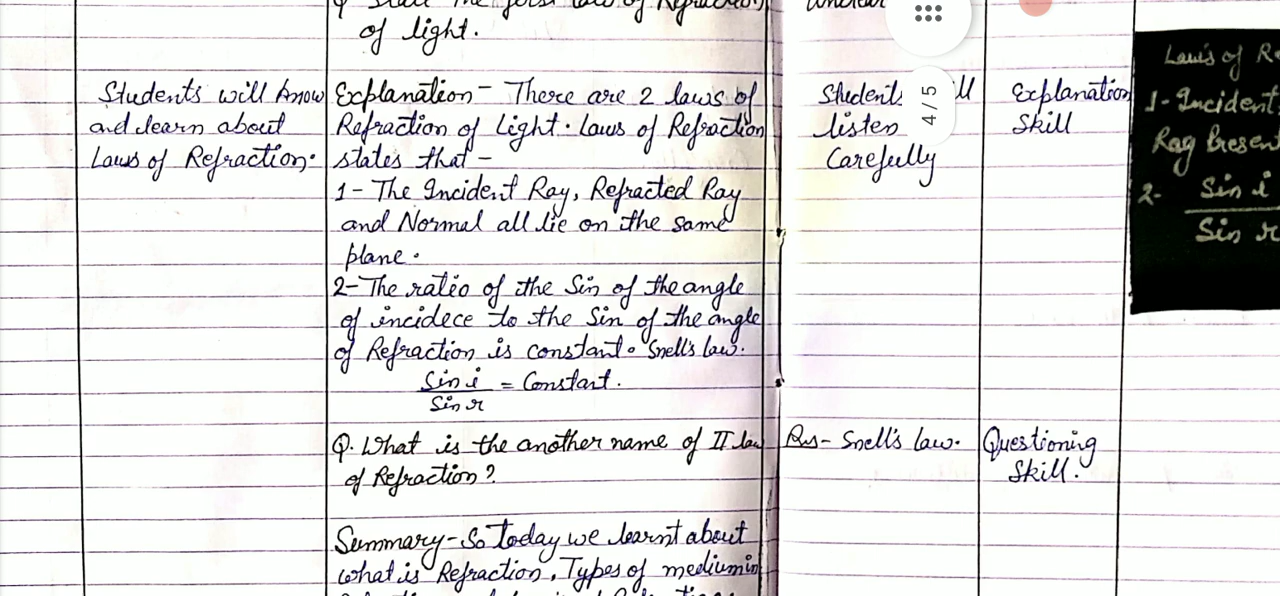 of light.
Students will know
and learn about
Laws of Refraction.
Explanation - There are 2 laws of
Refraction of Light. Laws of Refraction
states that -
1- The Incident Ray, Refracted Ray
and Normal all lie on the same
plane.
2- The ratio of the Sin of the angle
of incidece to the Sin of the angle
of Refraction is constant. Snell's law.
Sin i
Sin r
= Constant.
Q. What is the another name of II law
of Refraction?
Summary - So Today we learnt about
what is Refraction, Types of medium in
Students
listen
Carefully
4/5
Snell's law.
Explanation
Skill
Questioning
Skill.
Laws of
1- Incident
Ray
2- Sin i
Sin r